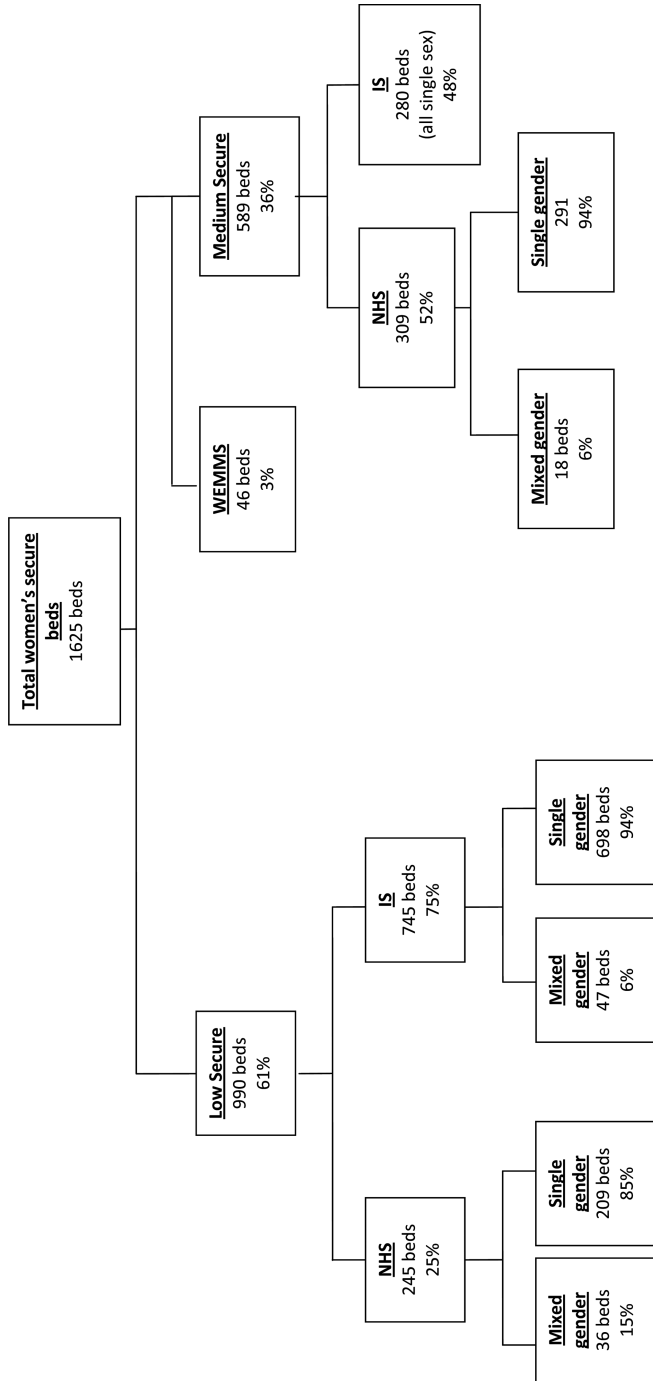 Total women's secure
beds
1625 beds
Low Secure
990 beds
61%
WEMMS
46 beds
3%
Medium Secure
589 beds
36%
NHS
245 beds
25%
IS
745 beds
75%
NHS
309 beds
52%
IS
280 beds
(all single sex)
48%
Mixed
gender
36 beds
15%
Single
gender
209 beds
85%
Mixed
gender
47 beds
6%
Single
gender
698 beds
94%
Mixed gender
18 beds
6%
Single gender
291
94%